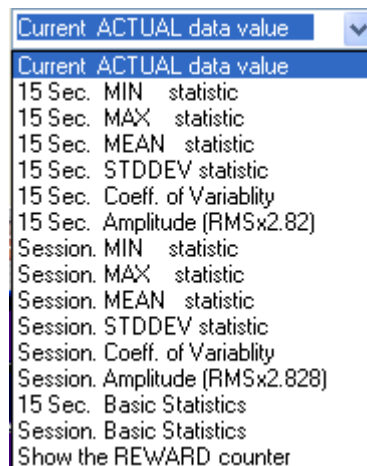 Current ACTUAL data value
Current ACTUAL data value
15 Sec. MIN statistic
15 Sec. MAX statistic
15 Sec. MEAN statistic
15 Sec. STDDEV statistic
15 Sec. Coeff. of Variablity
15 Sec. Amplitude (RMSx2.82)
Session. MIN statistic
Session. MAX statistic
Session. MEAN statistic
Session. STDDEV statistic
Session. Coeff. of Variablity
Session. Amplitude (RMSx2.828)
15 Sec. Basic Statistics
Session. Basic Statistics
Show the REWARD counter